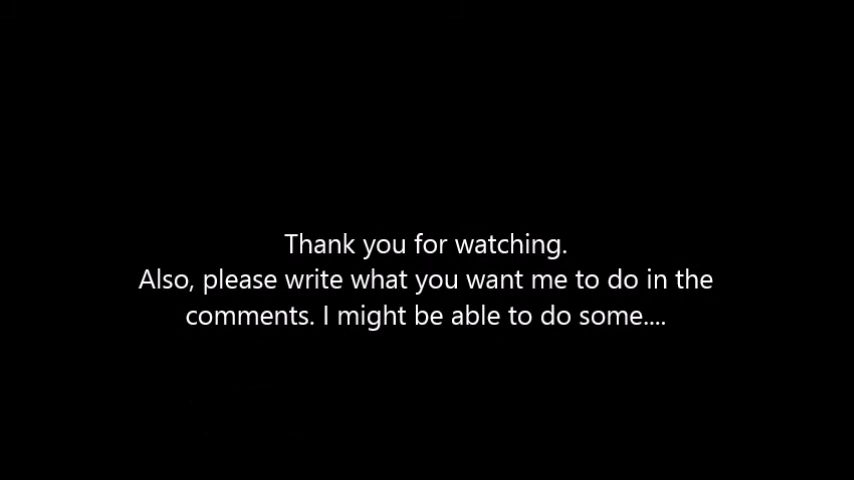 Thank you for watching.
Also, please write what you want me to do in the
comments. I might be able to do some....